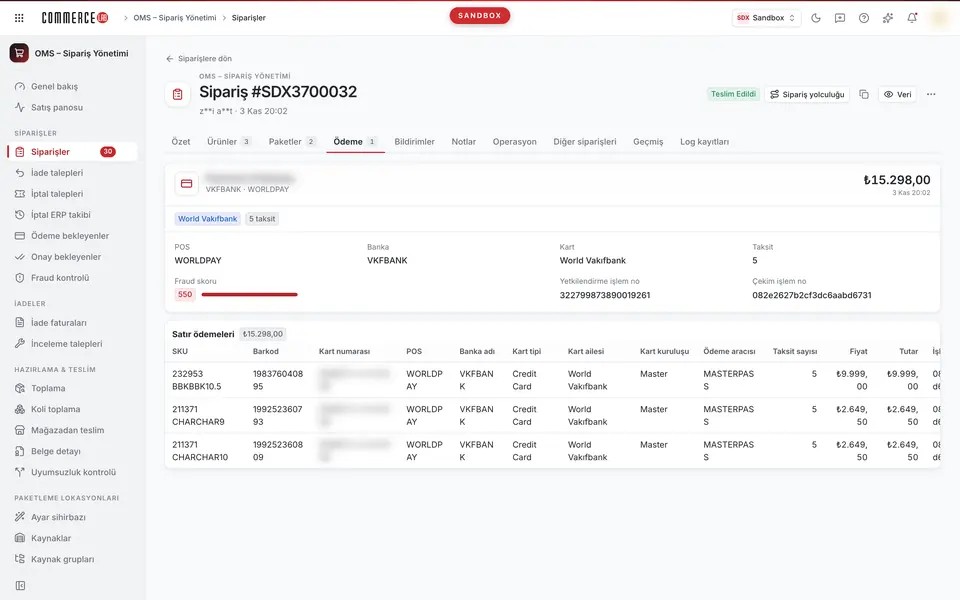 COMMERCE LAB
OMS – Sipariş Yönetimi
Siparişler
SANDBOX
SDX Sandbox
OMS – Sipariş Yönetimi
Genel bakış
Satış panosu
SİPARİŞLER
Siparişler 30
İade talepleri
İptal talepleri
İptal ERP takibi
Ödeme bekleyenler
Onay bekleyenler
Fraud kontrolü
İADELER
İade faturaları
İnceleme talepleri
HAZIRLAMA & TESLİM
Toplama
Koli toplama
Mağazadan teslim
Belge detayı
Uyumsuzluk kontrolü
PAKETLEME LOKASYONLARI
Ayar sihirbazı
Kaynaklar
Kaynak grupları
Siparişlere dön
OMS – SİPARİŞ YÖNETİMİ
Sipariş #SDX3700032
z**i a**t · 3 Kas 20:02
Teslim Edildi
Sipariş yolculuğu
Veri
Özet Ürünler 3 Paketler 2 Ödeme 1 Bildirimler Notlar Operasyon Diğer siparişleri Geçmiş Log kayıtları
VKFBANK · WORLDPAY
₺15.298,00
3 Kas 20:02
World Vakıfbank 5 taksit
POS Banka Kart Taksit
WORLDPAY VKFBANK World Vakıfbank 5
Fraud skoru Yetkilendirme işlem no Çekim işlem no
550 322799873890019261 082e2627b2cf3dc6aabd6731
Satır ödemeleri ₺15.298,00
SKU Barkod Kart numarası POS Banka adı Kart tipi Kart ailesi Kart kuruluşu Ödeme aracısı Taksit sayısı Fiyat Tutar İşl
232953 1983760408 WORLDP VKFBAN Credit World Master MASTERPAS 5 ₺9.999, ₺9.999, 08
BBKBBK10.5 95 AY K Card Vakıfbank S 00 00 d6
211371 1992523607 WORLDP VKFBAN Credit World Master MASTERPAS 5 ₺2.649, ₺2.649, 08
CHARCHAR9 93 AY K Card Vakıfbank S 50 50 d6
211371 1992523608 WORLDP VKFBAN Credit World Master MASTERPAS 5 ₺2.649, ₺2.649, 08
CHARCHAR10 09 AY K Card Vakıfbank S 50 50 d6